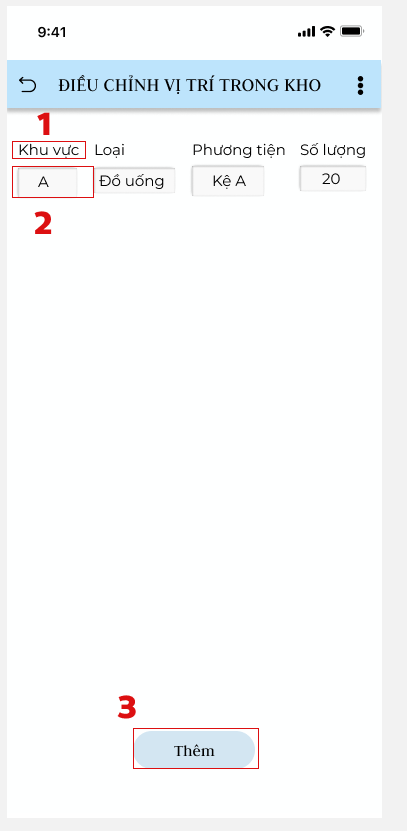 9:41
ĐIỀU CHỈNH VỊ TRÍ TRONG KHO
1
Khu vực Loại Phương tiện Số lượng
A Đồ uống Kệ A 20
2
3
Thêm